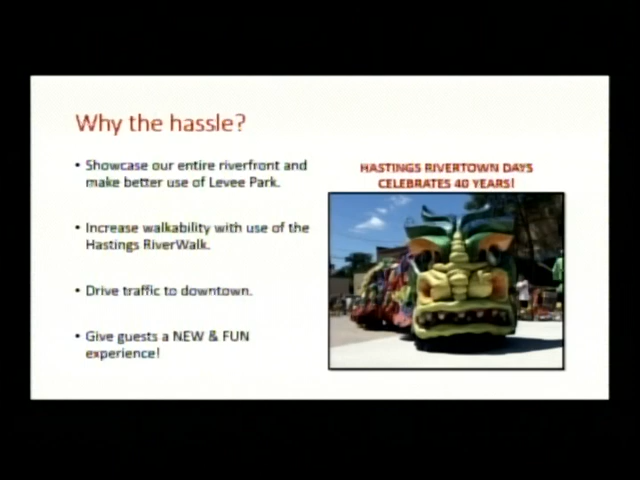 Why the hassle?
• Showcase our entire riverfront and
make better use of Levee Park.
• Increase walkability with use of the
Hastings RiverWalk.
• Drive traffic to downtown.
• Give guests a NEW & FUN
experience!
HASTINGS RIVERTOWN DAYS
CELEBRATES 40 YEARS!